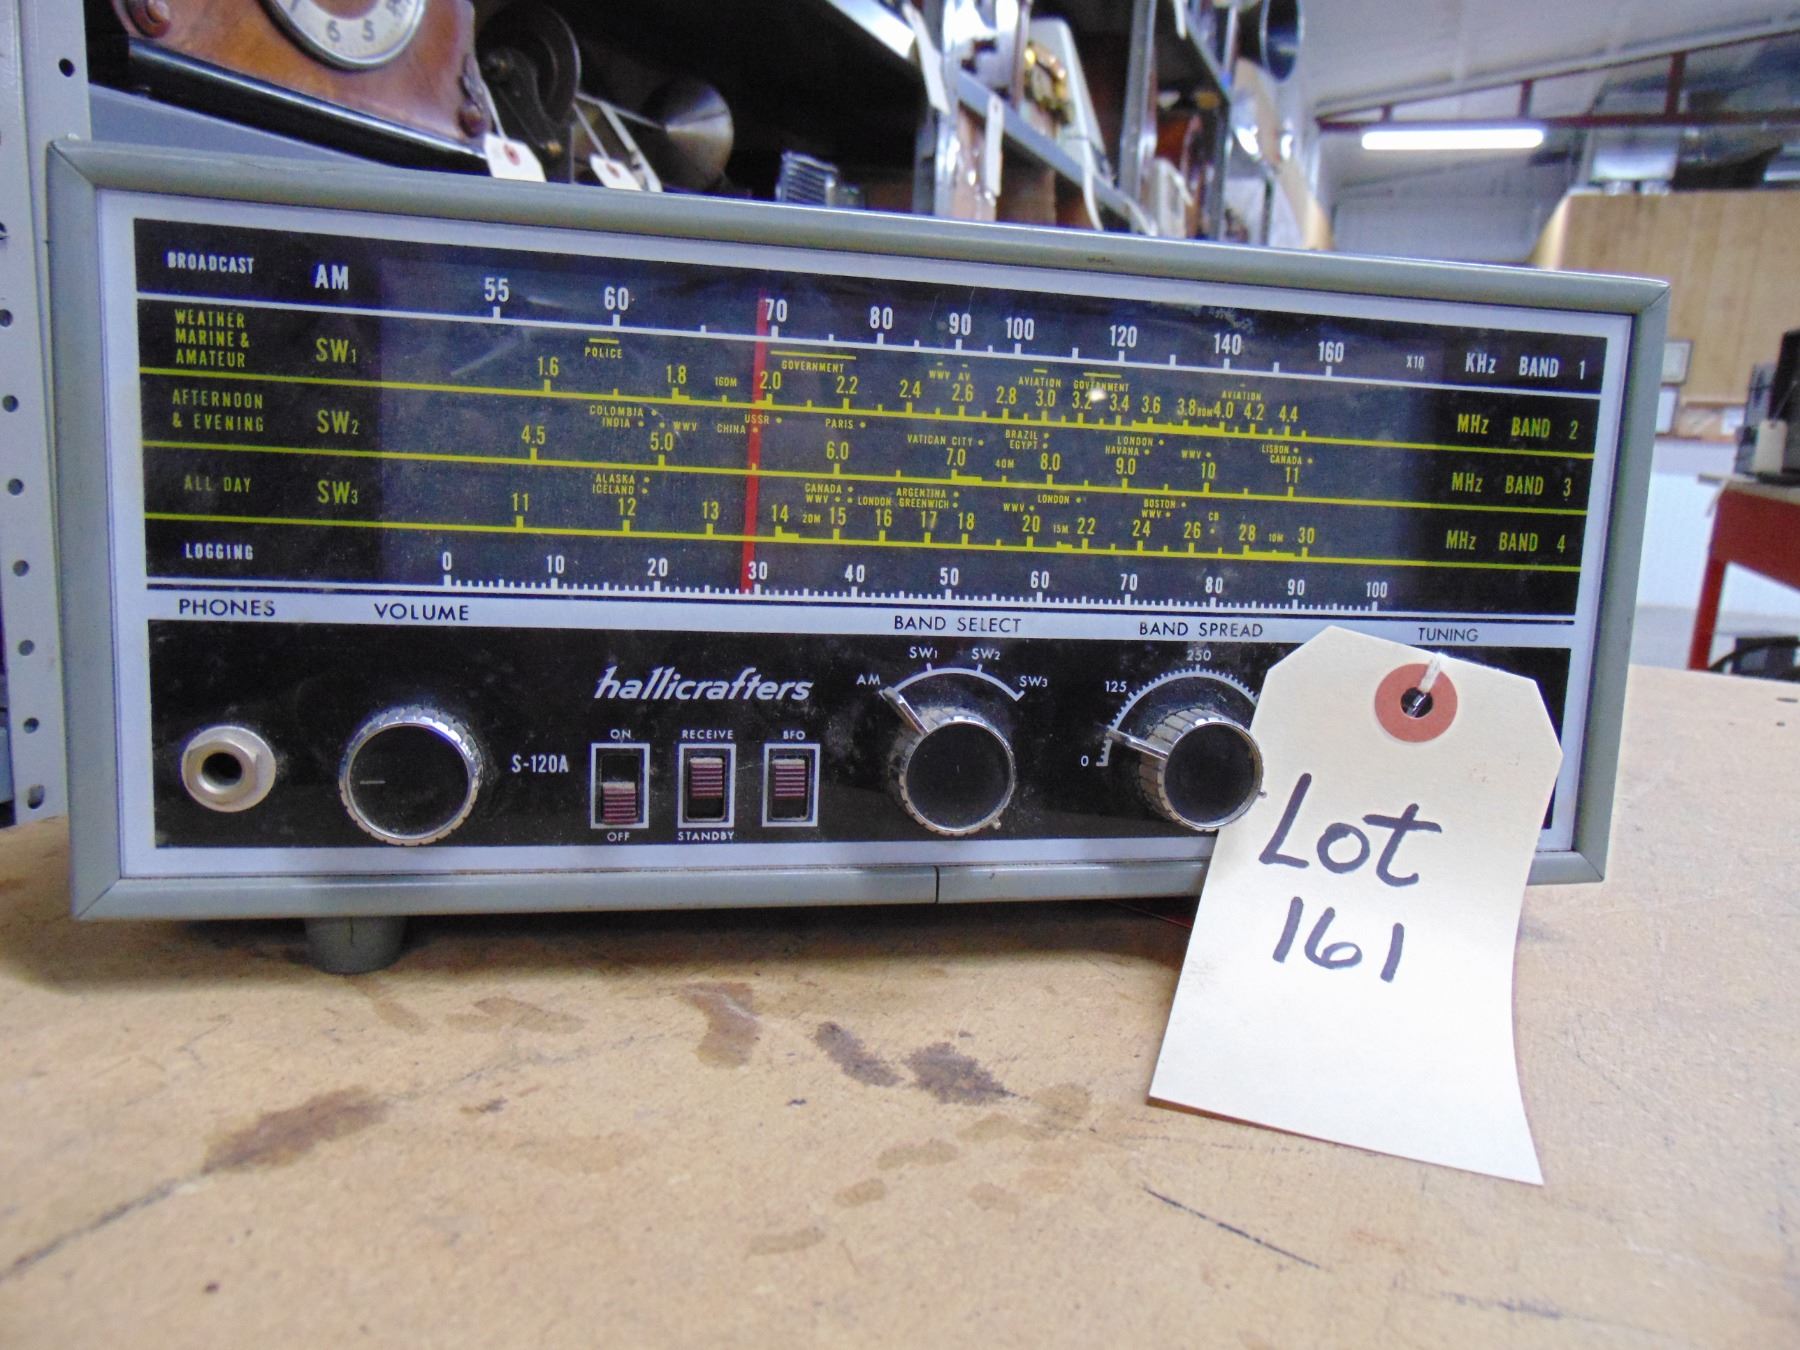 BROADCAST AM 55 60 70 80 90 100 120 140 160 X10 KHz BAND 1
WEATHER
MARINE &
AMATEUR
SW1
POLICE GOVERNMENT WWV AV AVIATION GOVERNMENT AVIATION
1.6 1.8 160M 2.0 2.2 2.4 2.6 2.8 3.0 3.2 3.4 3.6 3.8 80M 4.0 4.2 4.4 MHz BAND 2
AFTERNOON
& EVENING
SW2
COLOMBIA USSR PARIS VATICAN CITY BRAZIL LONDON LISBON
INDIA WWV CHINA EGYPT HAVANA WWV CANADA
4.5 5.0 6.0 7.0 40M 8.0 9.0 10 11 MHz BAND 3
ALL DAY SW3
ALASKA CANADA ARGENTINA LONDON BOSTON
ICELAND WWV LONDON GREENWICH WWV WWV CB
11 12 13 14 20M 15 16 17 18 20 15M 22 24 26 28 10M 30 MHz BAND 4
LOGGING 0 10 20 30 40 50 60 70 80 90 100
PHONES VOLUME BAND SELECT BAND SPREAD TUNING
AM SW1 SW2 SW3
0 125 250
hallicrafters
S-120A
ON RECEIVE BFO
OFF STANDBY
Lot
161
6 5